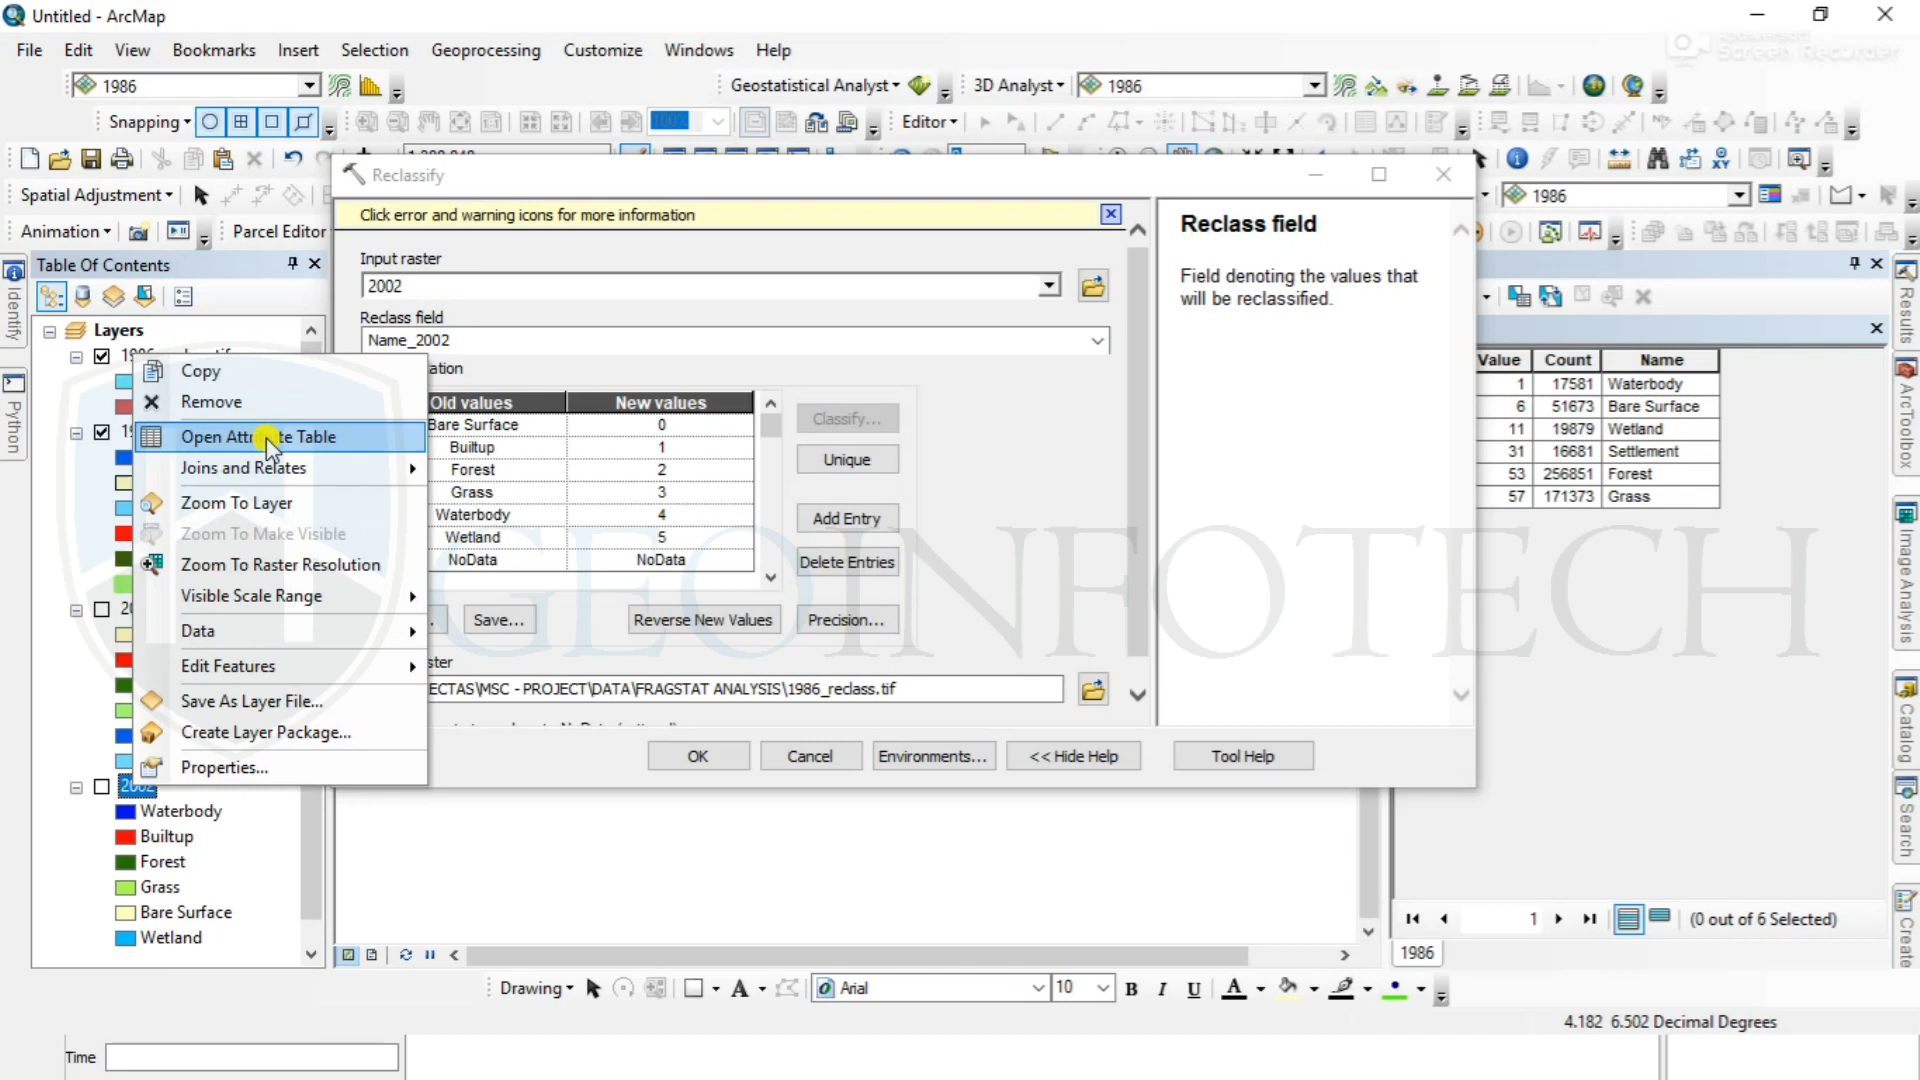 Untitled - ArcMap
Apowersoft
Screen Recorder
File Edit View Bookmarks Insert Selection Geoprocessing Customize Windows Help
1986
Geostatistical Analyst
3D Analyst
1986
Snapping
100%
Editor
Spatial Adjustment
1986
Animation
Parcel Editor
Reclassify
Click error and warning icons for more information
Input raster
2002
Reclass field
Name_2002
Old values New values
Bare Surface 0
Builtup 1
Forest 2
Grass 3
Waterbody 4
Wetland 5
NoData NoData
Classify...
Unique
Add Entry
Delete Entries
Save...
Reverse New Values
Precision...
ECTAS\MSC - PROJECT\DATA\FRAGSTAT ANALYSIS\1986_reclass.tif
OK
Cancel
Environments...
<< Hide Help
Tool Help
Reclass field
Field denoting the values that
will be reclassified.
Table Of Contents
Layers
Copy
Remove
Open Attribute Table
Joins and Relates
Zoom To Layer
Zoom To Make Visible
Zoom To Raster Resolution
Visible Scale Range
Data
Edit Features
Save As Layer File...
Create Layer Package...
Properties...
2002
Waterbody
Builtup
Forest
Grass
Bare Surface
Wetland
Value Count Name
1 17581 Waterbody
6 51673 Bare Surface
11 19879 Wetland
31 16681 Settlement
53 256851 Forest
57 171373 Grass
1
(0 out of 6 Selected)
1986
Identify
Python
Results
ArcToolbox
Image Analysis
Catalog
Search
Create
GEOINFOTECH
Drawing
A
Arial
10
B I U A
4.182 6.502 Decimal Degrees
Time